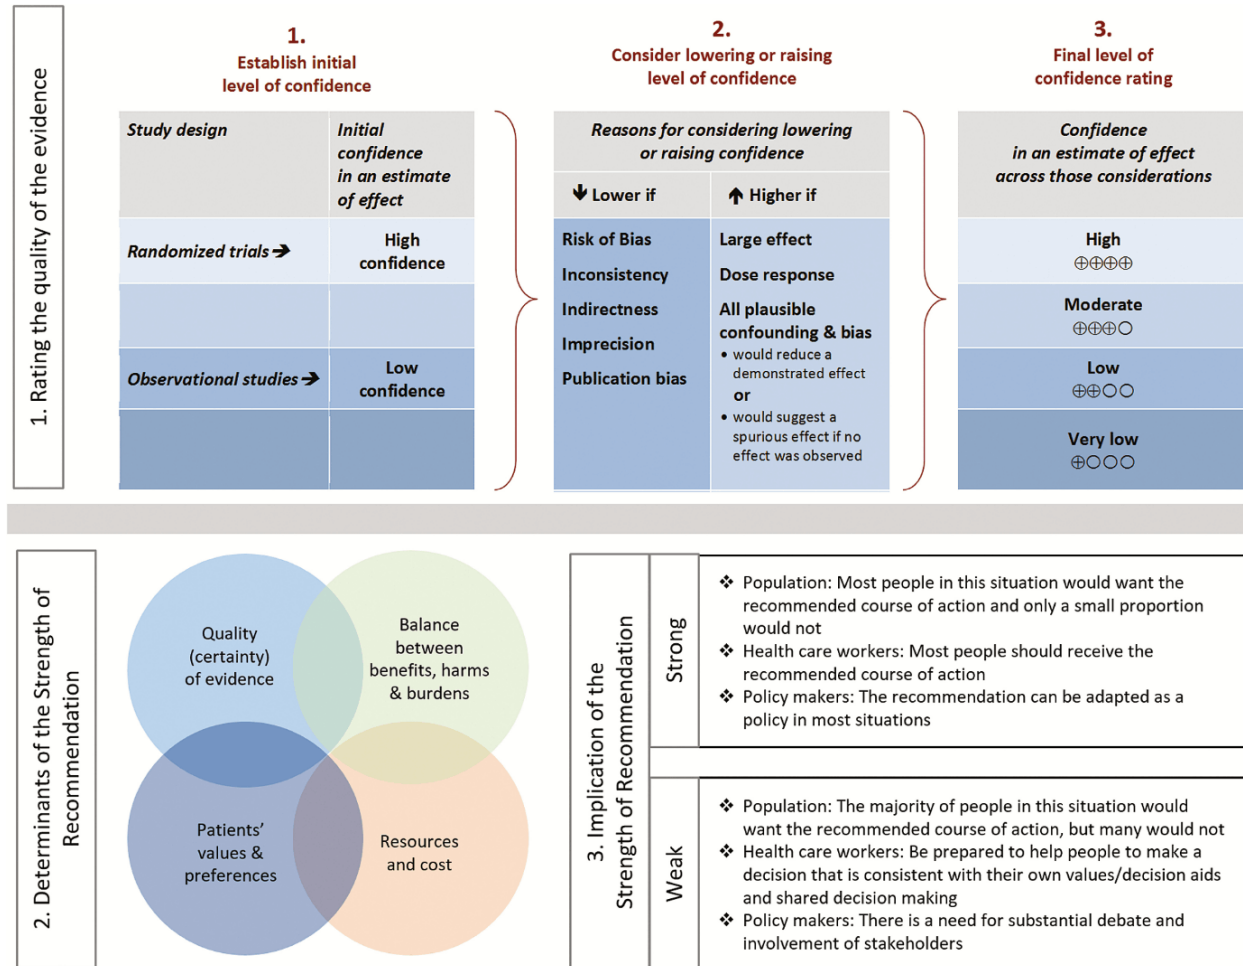 1. Rating the quality of the evidence
1.
Establish initial
level of confidence
Study design
Initial
confidence
in an estimate
of effect
Randomized trials ➔
High
confidence
Observational studies ➔
Low
confidence
2.
Consider lowering or raising
level of confidence
Reasons for considering lowering
or raising confidence
🡻 Lower if
🡹 Higher if
Risk of Bias
Inconsistency
Indirectness
Imprecision
Publication bias
Large effect
Dose response
All plausible
confounding & bias
• would reduce a
demonstrated effect
or
• would suggest a
spurious effect if no
effect was observed
3.
Final level of
confidence rating
Confidence
in an estimate of effect
across those considerations
High
⊕⊕⊕⊕
Moderate
⊕⊕⊕○
Low
⊕⊕○○
Very low
⊕○○○
2. Determinants of the Strength of
Recommendation
Quality
(certainty)
of evidence
Balance
between
benefits, harms
& burdens
Patients’
values &
preferences
Resources
and cost
3. Implication of the
Strength of Recommendation
Strong
❖ Population: Most people in this situation would want the
recommended course of action and only a small proportion
would not
❖ Health care workers: Most people should receive the
recommended course of action
❖ Policy makers: The recommendation can be adapted as a
policy in most situations
Weak
❖ Population: The majority of people in this situation would
want the recommended course of action, but many would not
❖ Health care workers: Be prepared to help people to make a
decision that is consistent with their own values/decision aids
and shared decision making
❖ Policy makers: There is a need for substantial debate and
involvement of stakeholders